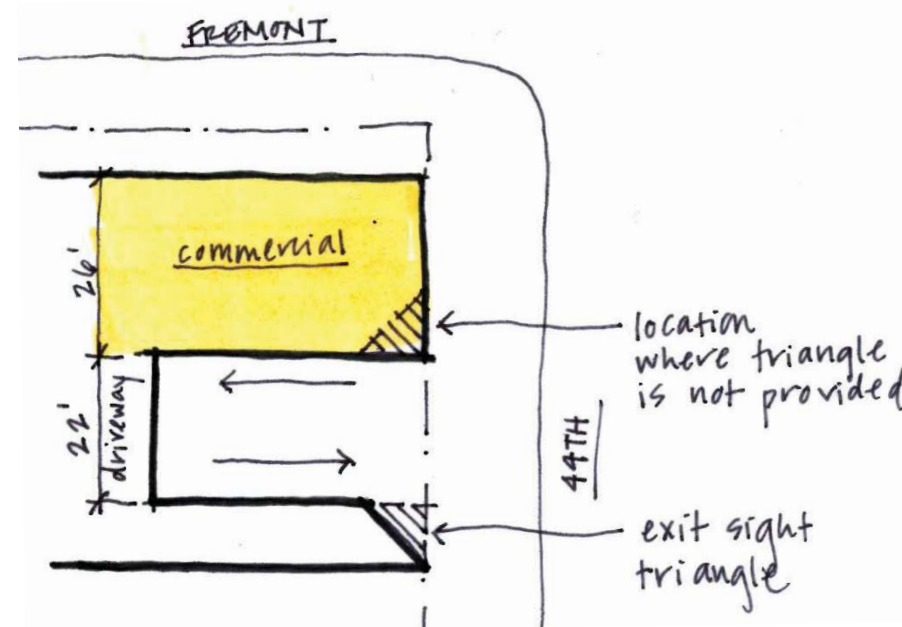 FREMONT
commercial
26'
location
where triangle
is not provided
22'
driveway
44TH
exit sight
triangle